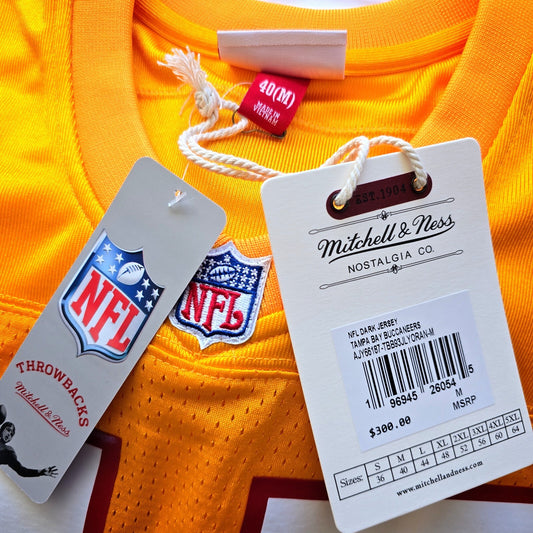 40(M)
MADE IN
VIETNAM
NFL
THROWBACKS
Mitchell & Ness
NFL
EST. 1904
Mitchell & Ness
NOSTALGIA CO.
NFL DARK JERSEY
TAMPA BAY BUCCANEERS
AJY66187-TBB93JLYORAN-M
1 96945 26054 5
M
$300.00 MSRP
Sizes: S M L XL 2XL 3XL 4XL 5XL
36 40 44 48 52 56 60 64
www.mitchellandness.com